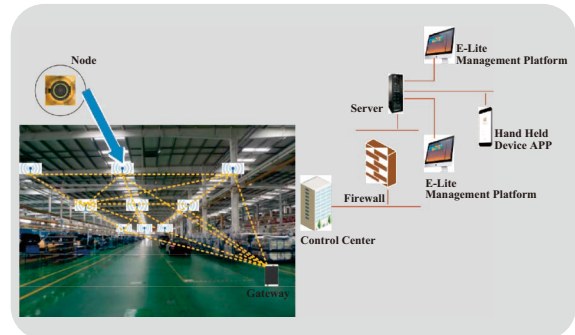 Node
E-Lite
Management Platform
Server
Hand Held
Device APP
Firewall
E-Lite
Management Platform
Control Center
Gateway